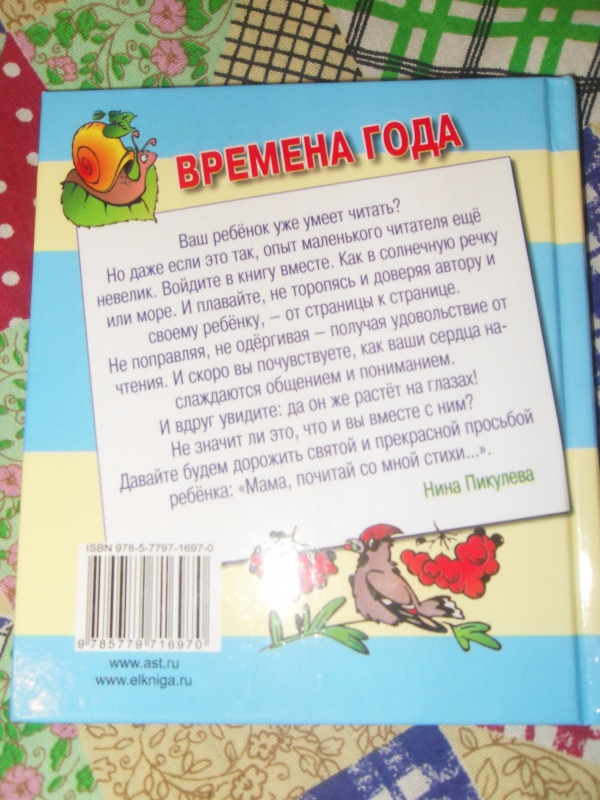 ВРЕМЕНА ГОДА
Ваш ребёнок уже умеет читать?
Но даже если это так, опыт маленького читателя ещё
невелик. Войдите в книгу вместе. Как в солнечную речку
или море. И плавайте, не торопясь и доверяя автору и
своему ребёнку, – от страницы к странице.
Не поправляя, не одёргивая – получая удовольствие от
чтения. И скоро вы почувствуете, как ваши сердца на-
слаждаются общением и пониманием.
И вдруг увидите: да он же растёт на глазах!
Не значит ли это, что и вы вместе с ним?
Давайте будем дорожить святой и прекрасной просьбой
ребёнка: «Мама, почитай со мной стихи...».
Нина Пикулева
ISBN 978-5-7797-1697-0
9 785779 716970
www.ast.ru
www.elkniga.ru